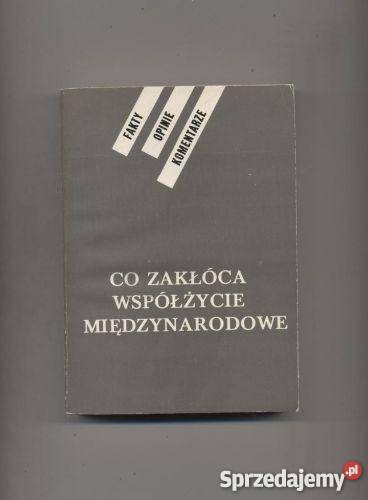 FAKTY
OPINIE
KOMENTARZE
CO ZAKŁÓCA
WSPÓŁŻYCIE
MIĘDZYNARODOWE
Sprzedajemy.pl